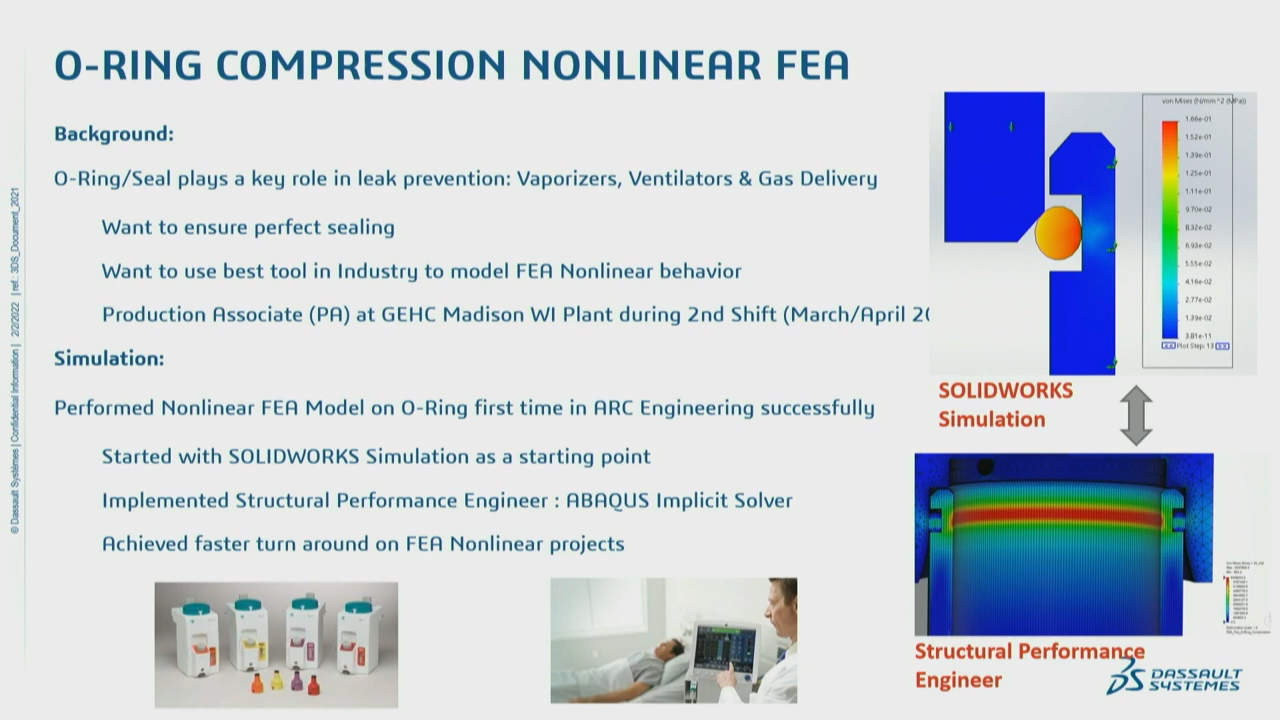 O-RING COMPRESSION NONLINEAR FEA
Background:
O-Ring/Seal plays a key role in leak prevention: Vaporizers, Ventilators & Gas Delivery
Want to ensure perfect sealing
Want to use best tool in Industry to model FEA Nonlinear behavior
Production Associate (PA) at GEHC Madison WI Plant during 2nd Shift (March/April 20
Simulation:
Performed Nonlinear FEA Model on O-Ring first time in ARC Engineering successfully
Started with SOLIDWORKS Simulation as a starting point
Implemented Structural Performance Engineer : ABAQUS Implicit Solver
Achieved faster turn around on FEA Nonlinear projects
von Mises (N/mm^2 (MPa))
1.66e-01
1.52e-01
1.39e-01
1.25e-01
1.11e-01
9.70e-02
8.32e-02
6.93e-02
5.55e-02
4.16e-02
2.77e-02
1.39e-02
3.81e-11
Plot Step: 13
SOLIDWORKS
Simulation
Structural Performance
Engineer
DASSAULT
SYSTEMES
© Dassault Systèmes | Confidential Information | 2/2/2022 | ref.: 3DS_Document_2021